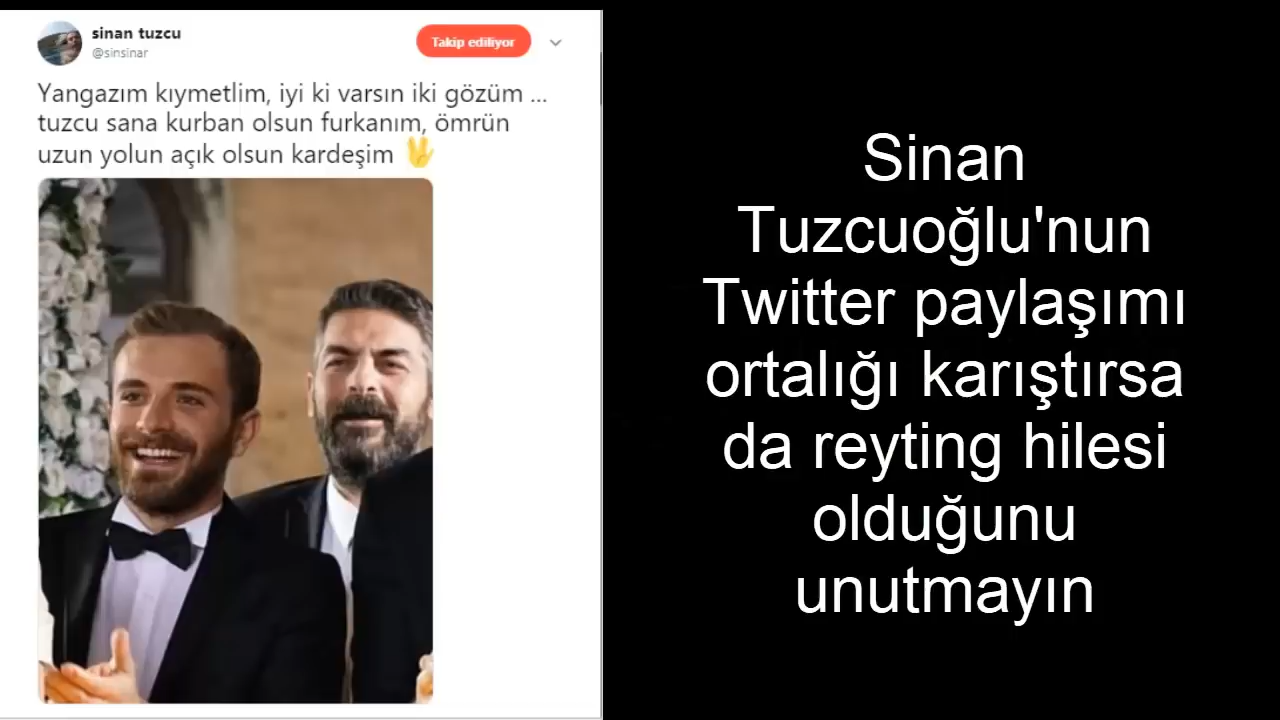 sinan tuzcu
@sinsinar
Takip ediliyor
Yangazım kıymetlim, iyi ki varsın iki gözüm ...
tuzcu sana kurban olsun furkanım, ömrün
uzun yolun açık olsun kardeşim 🖖
Sinan
Tuzcuoğlu'nun
Twitter paylaşımı
ortalığı karıştırsa
da reyting hilesi
olduğunu
unutmayın